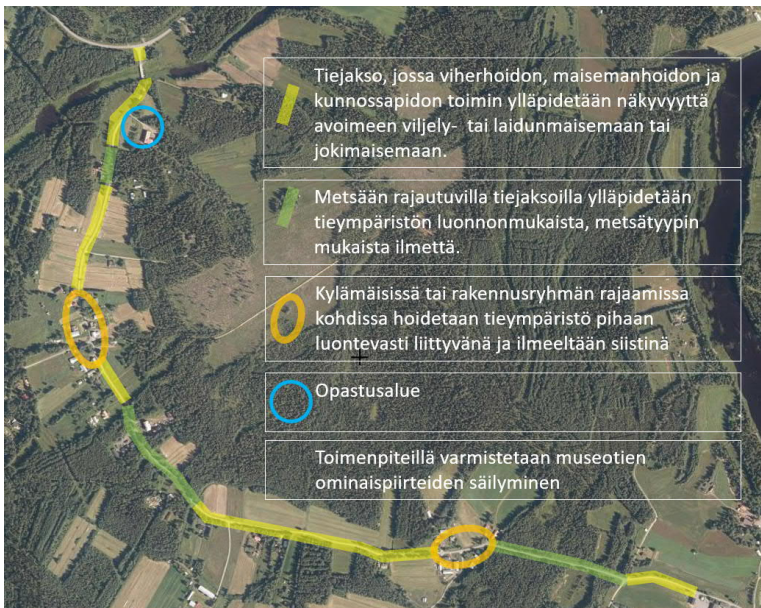 Tiejakso, jossa viherhoidon, maisemanhoidon ja
kunnossapidon toimin ylläpidetään näkyvyyttä
avoimeen viljely- tai laidunmaisemaan tai
jokimaisemaan.
Metsään rajautuvilla tiejaksoilla ylläpidetään
tieympäristön luonnonmukaista, metsätyypin
mukaista ilmettä.
Kylämäisissä tai rakennusryhmän rajaamissa
kohdissa hoidetaan tieympäristö pihaan
luontevasti liittyvänä ja ilmeeltään siistinä
Opastusalue
Toimenpiteillä varmistetaan museotien
ominaispiirteiden säilyminen